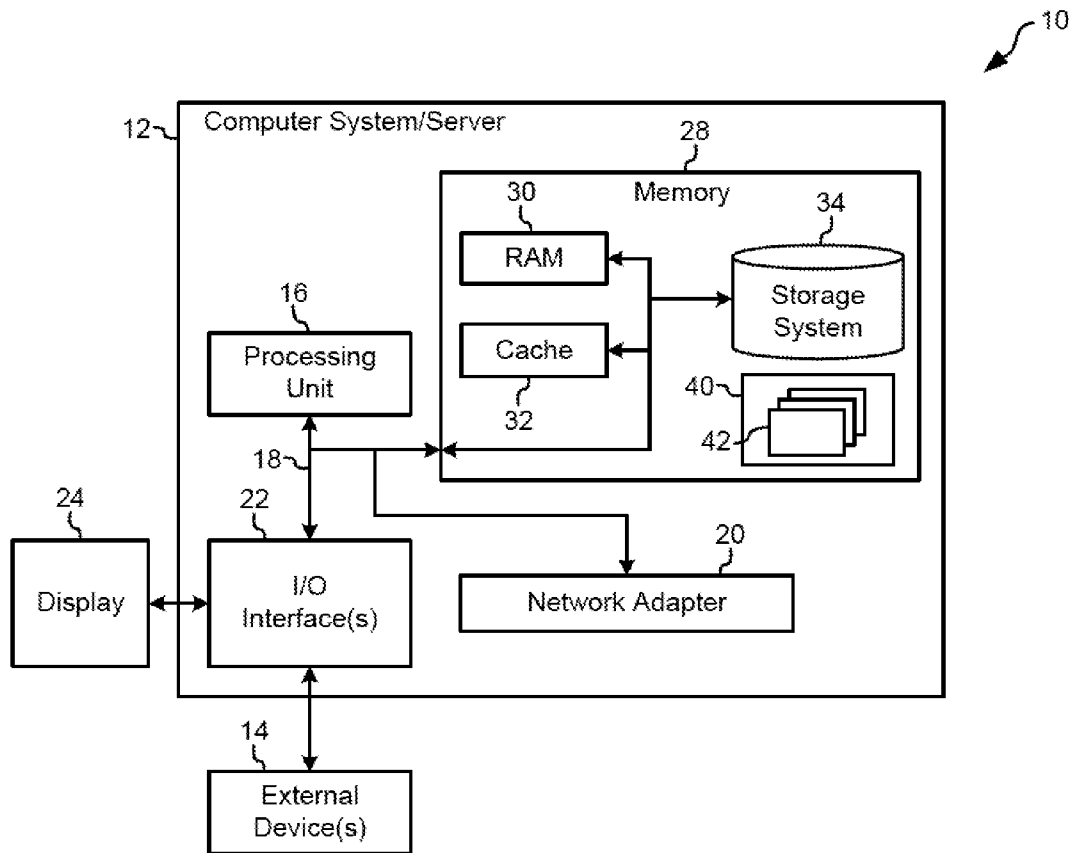 10
12
Computer System/Server
28
Memory
30
RAM
34
Storage
System
16
Processing
Unit
Cache
32
40
42
18
24
22
Display
I/O
Interface(s)
20
Network Adapter
14
External
Device(s)